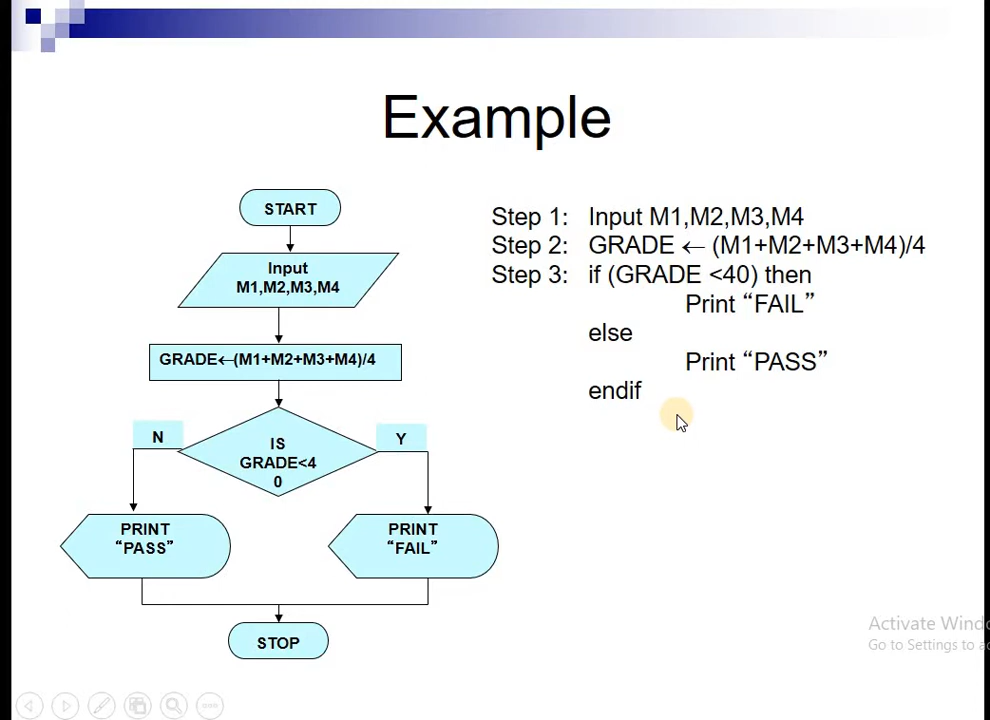 Example
START
Input
M1,M2,M3,M4
GRADE←(M1+M2+M3+M4)/4
N
IS
GRADE<4
0
Y
PRINT
“PASS”
PRINT
“FAIL”
STOP
Step 1: Input M1,M2,M3,M4
Step 2: GRADE ← (M1+M2+M3+M4)/4
Step 3: if (GRADE <40) then
Print “FAIL”
else
Print “PASS”
endif
Activate Windo
Go to Settings to a